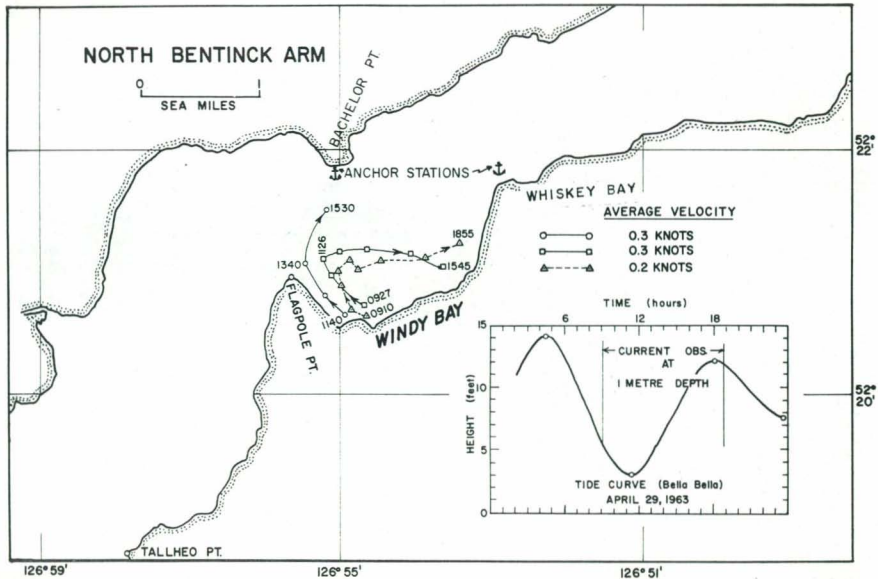 NORTH BENTINCK ARM
0 1
SEA MILES
BACHELOR PT.
ANCHOR STATIONS
52°
22'
WHISKEY BAY
AVERAGE VELOCITY
0.3 KNOTS
0.3 KNOTS
0.2 KNOTS
1530
1126
1855
1340
1545
0927
1140
0910
FLAGPOLE PT.
WINDY BAY
TIME (hours)
6 12 18
15
10
5
0
HEIGHT (feet)
CURRENT OBS.
AT
1 METRE DEPTH
TIDE CURVE (Bella Bella)
APRIL 29, 1963
52°
20'
TALLHEO PT.
126°59' 126°55' 126°51'